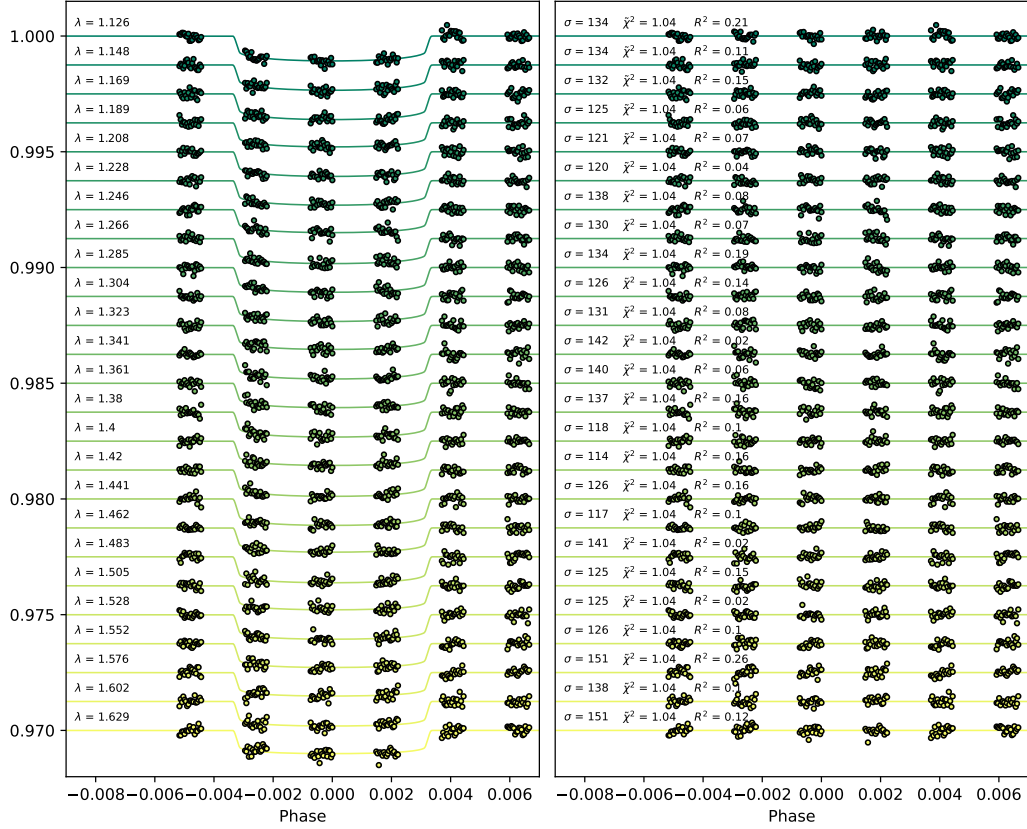 λ = 1.126
σ = 134 χ̃² = 1.04 R² = 0.21
1.000
λ = 1.148
σ = 134 χ̃² = 1.04 R² = 0.11
λ = 1.169
σ = 132 χ̃² = 1.04 R² = 0.15
λ = 1.189
σ = 125 χ̃² = 1.04 R² = 0.06
λ = 1.208
σ = 121 χ̃² = 1.04 R² = 0.07
0.995
λ = 1.228
σ = 120 χ̃² = 1.04 R² = 0.04
λ = 1.246
σ = 138 χ̃² = 1.04 R² = 0.08
λ = 1.266
σ = 130 χ̃² = 1.04 R² = 0.07
λ = 1.285
σ = 134 χ̃² = 1.04 R² = 0.19
0.990
λ = 1.304
σ = 126 χ̃² = 1.04 R² = 0.14
λ = 1.323
σ = 131 χ̃² = 1.04 R² = 0.08
λ = 1.341
σ = 142 χ̃² = 1.04 R² = 0.02
λ = 1.361
σ = 140 χ̃² = 1.04 R² = 0.06
0.985
λ = 1.38
σ = 137 χ̃² = 1.04 R² = 0.16
λ = 1.4
σ = 118 χ̃² = 1.04 R² = 0.1
λ = 1.42
σ = 114 χ̃² = 1.04 R² = 0.16
λ = 1.441
σ = 126 χ̃² = 1.04 R² = 0.16
0.980
λ = 1.462
σ = 117 χ̃² = 1.04 R² = 0.1
λ = 1.483
σ = 141 χ̃² = 1.04 R² = 0.02
λ = 1.505
σ = 125 χ̃² = 1.04 R² = 0.15
λ = 1.528
σ = 125 χ̃² = 1.04 R² = 0.02
0.975
λ = 1.552
σ = 126 χ̃² = 1.04 R² = 0.1
λ = 1.576
σ = 151 χ̃² = 1.04 R² = 0.26
λ = 1.602
σ = 138 χ̃² = 1.04 R² = 0.1
λ = 1.629
σ = 151 χ̃² = 1.04 R² = 0.12
0.970
−0.008 −0.006 −0.004 −0.002 0.000 0.002 0.004 0.006
−0.008 −0.006 −0.004 −0.002 0.000 0.002 0.004 0.006
Phase
Phase